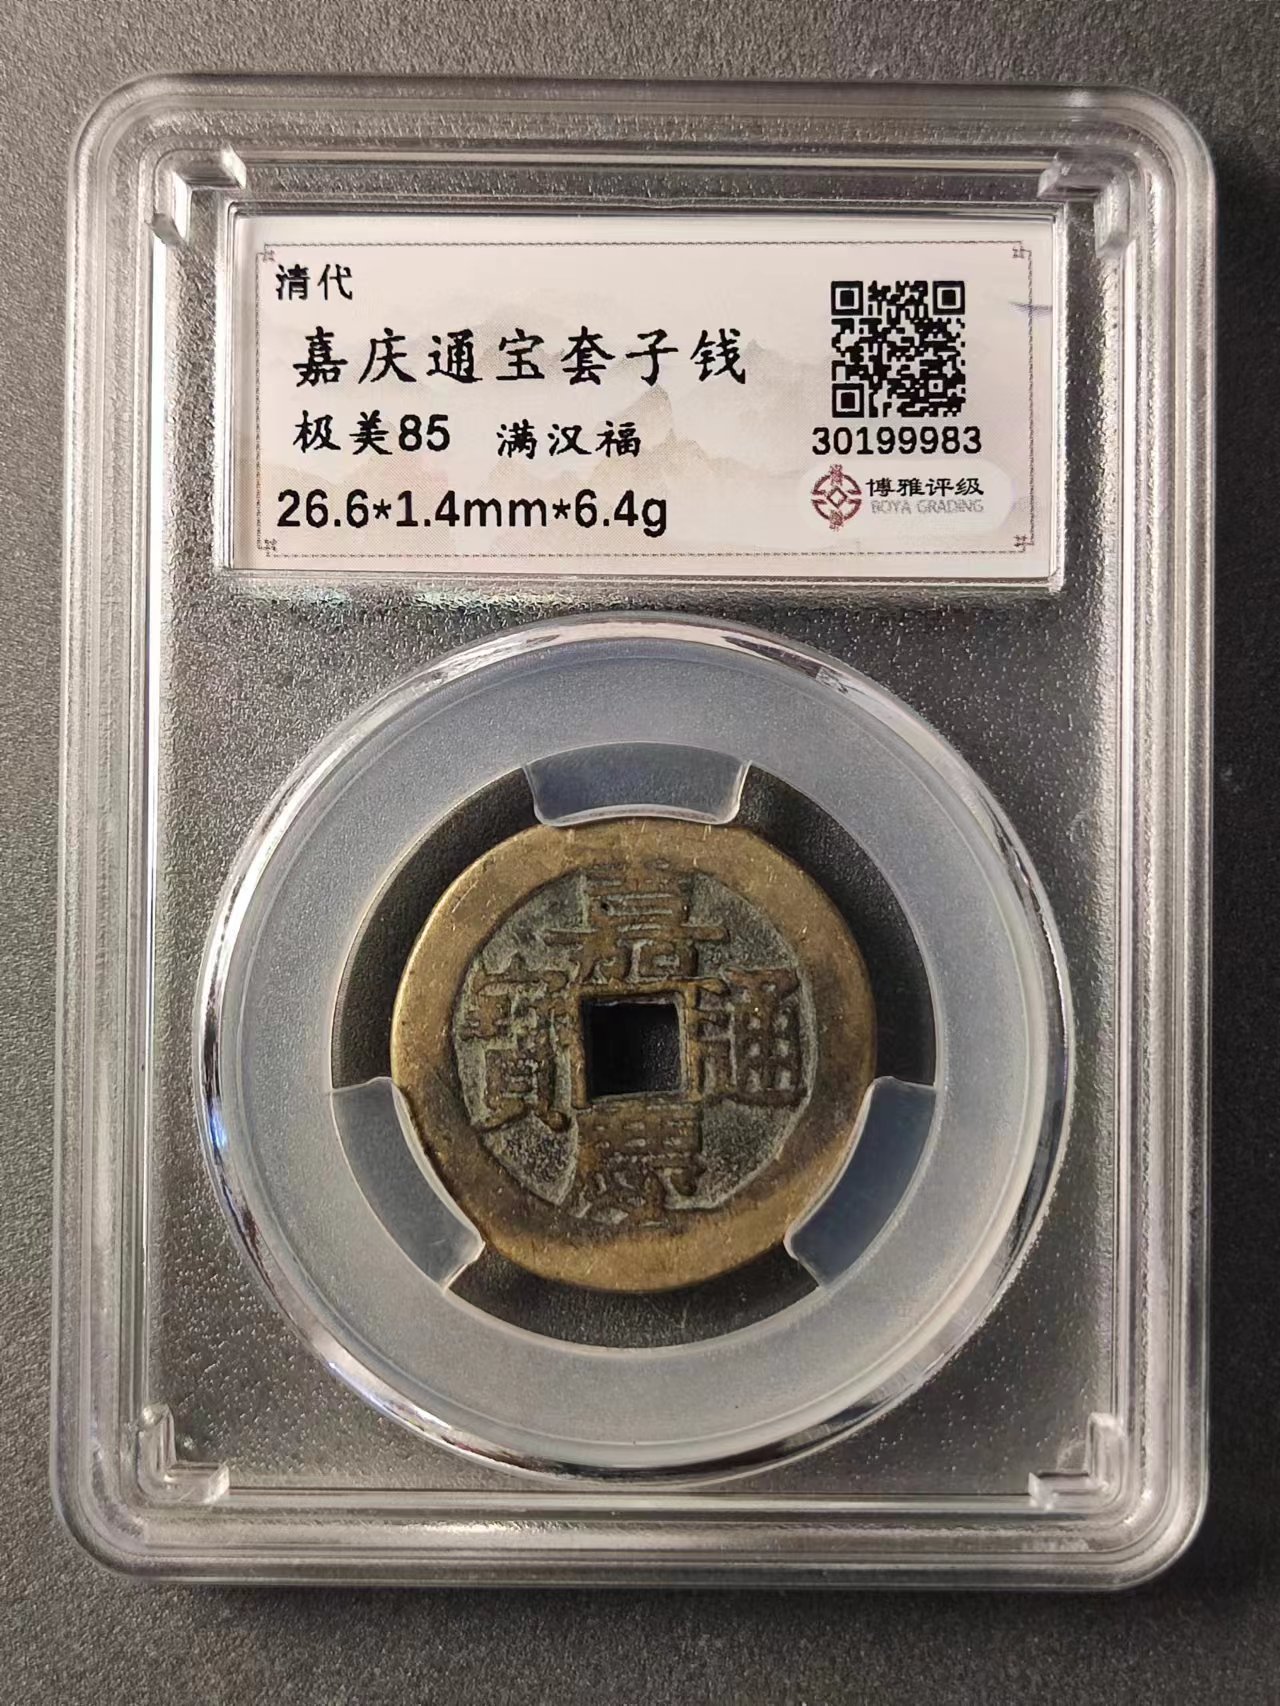 清代
嘉庆通宝套子钱
极美85 满汉福
26.6*1.4mm*6.4g
30199983
博雅评级
BOYA GRADING
嘉慶通寶